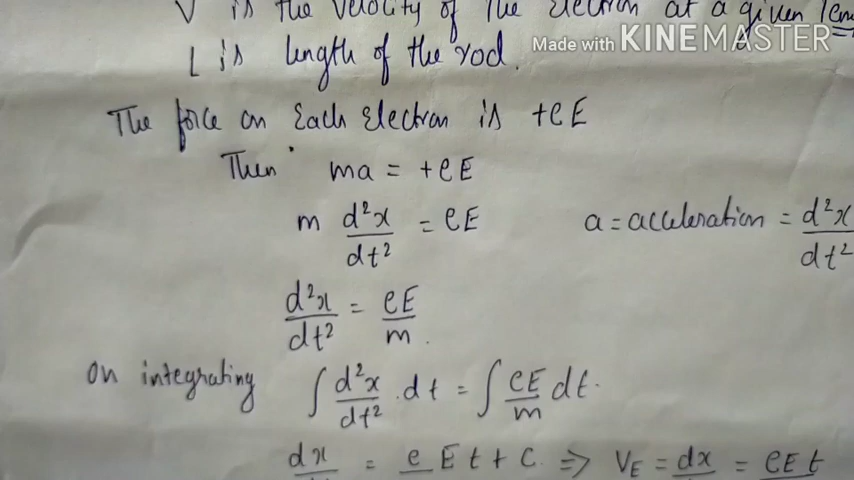 V is the velocity of the electron at a given
L is length of the rod.
Made with KINEMASTER
The force on Each electron is +eE
Then ma = +eE
m d²x/dt² = eE a = acceleration = d²x/dt²
d²x/dt² = eE/m.
On integrating ∫ d²x/dt² . dt = ∫ eE/m dt.
dx = e E t + C. ⇒ V_E = dx = eE t